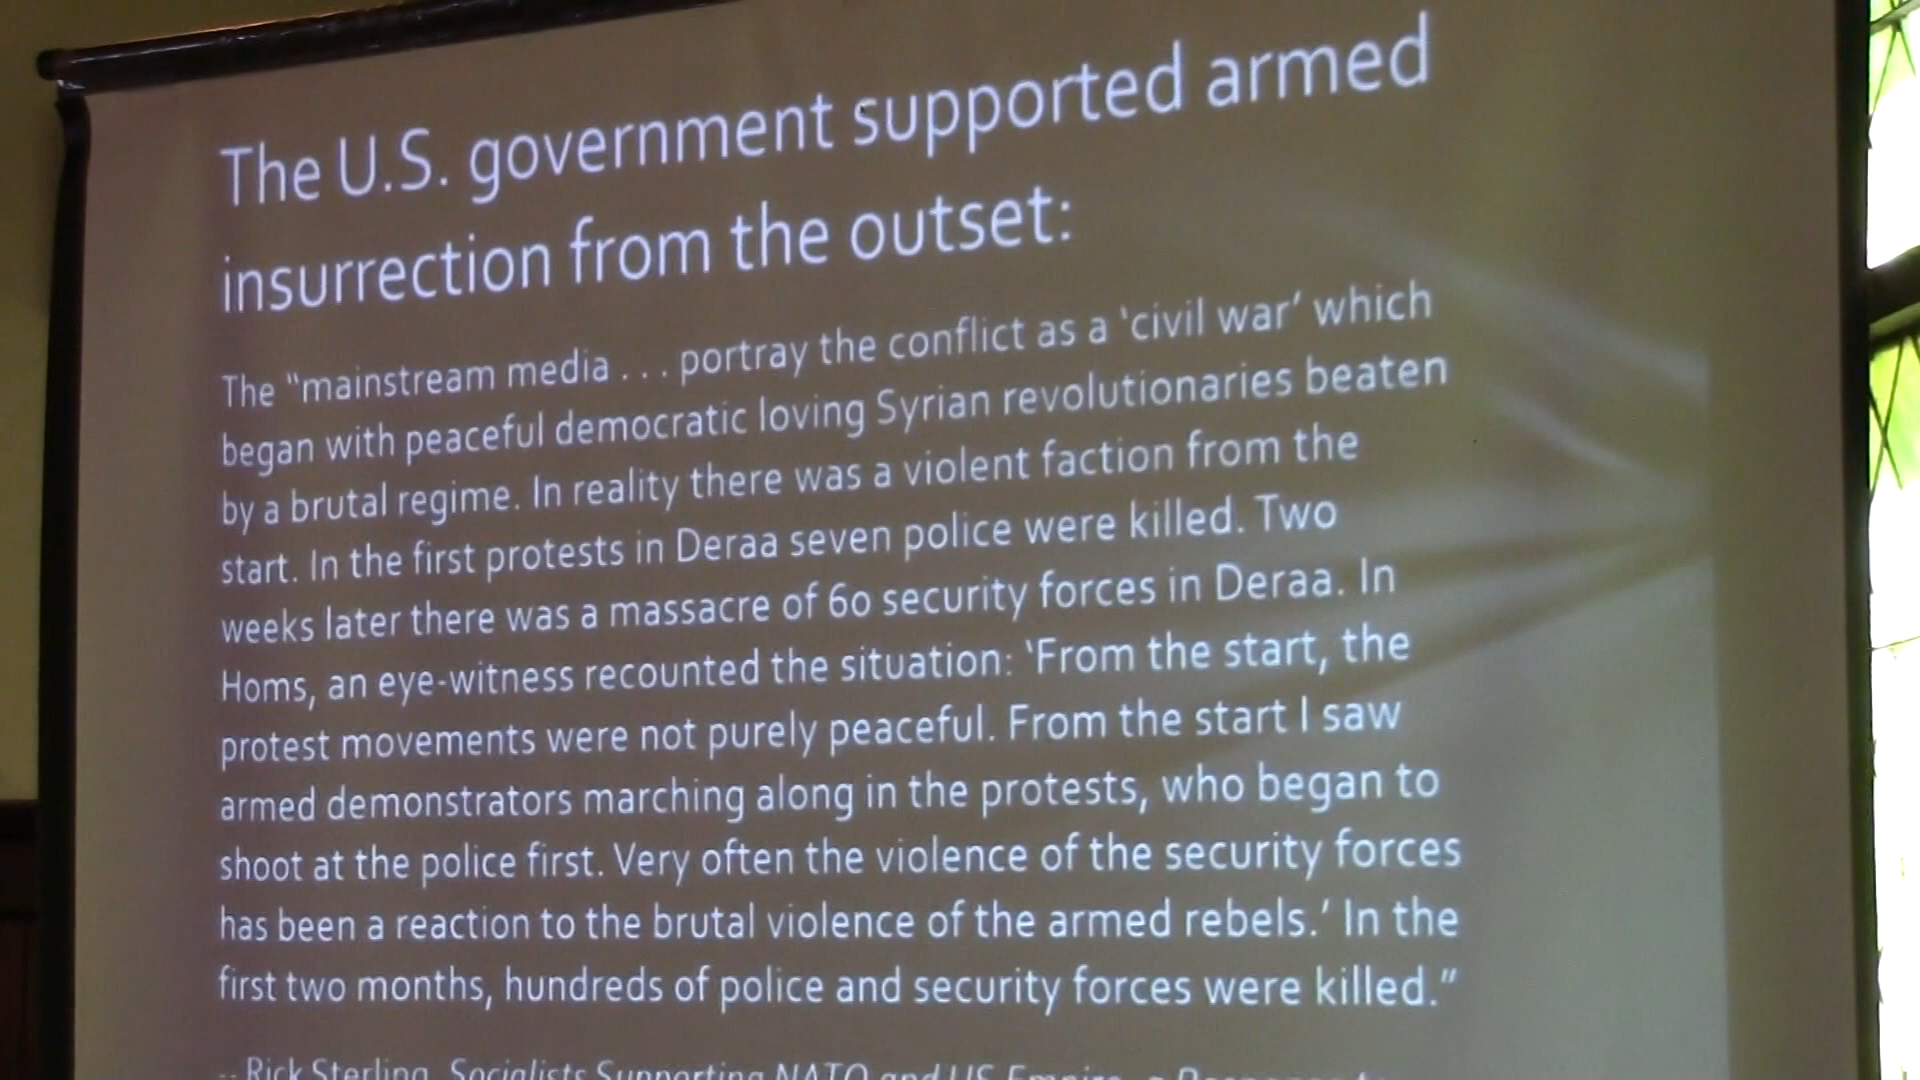 The U.S. government supported armed
insurrection from the outset:
The "mainstream media . . . portray the conflict as a 'civil war' which
began with peaceful democratic loving Syrian revolutionaries beaten
by a brutal regime. In reality there was a violent faction from the
start. In the first protests in Deraa seven police were killed. Two
weeks later there was a massacre of 60 security forces in Deraa. In
Homs, an eye-witness recounted the situation: 'From the start, the
protest movements were not purely peaceful. From the start I saw
armed demonstrators marching along in the protests, who began to
shoot at the police first. Very often the violence of the security forces
has been a reaction to the brutal violence of the armed rebels.' In the
first two months, hundreds of police and security forces were killed."
-- Rick Sterling, Socialists Supporting NATO and US Empire, a